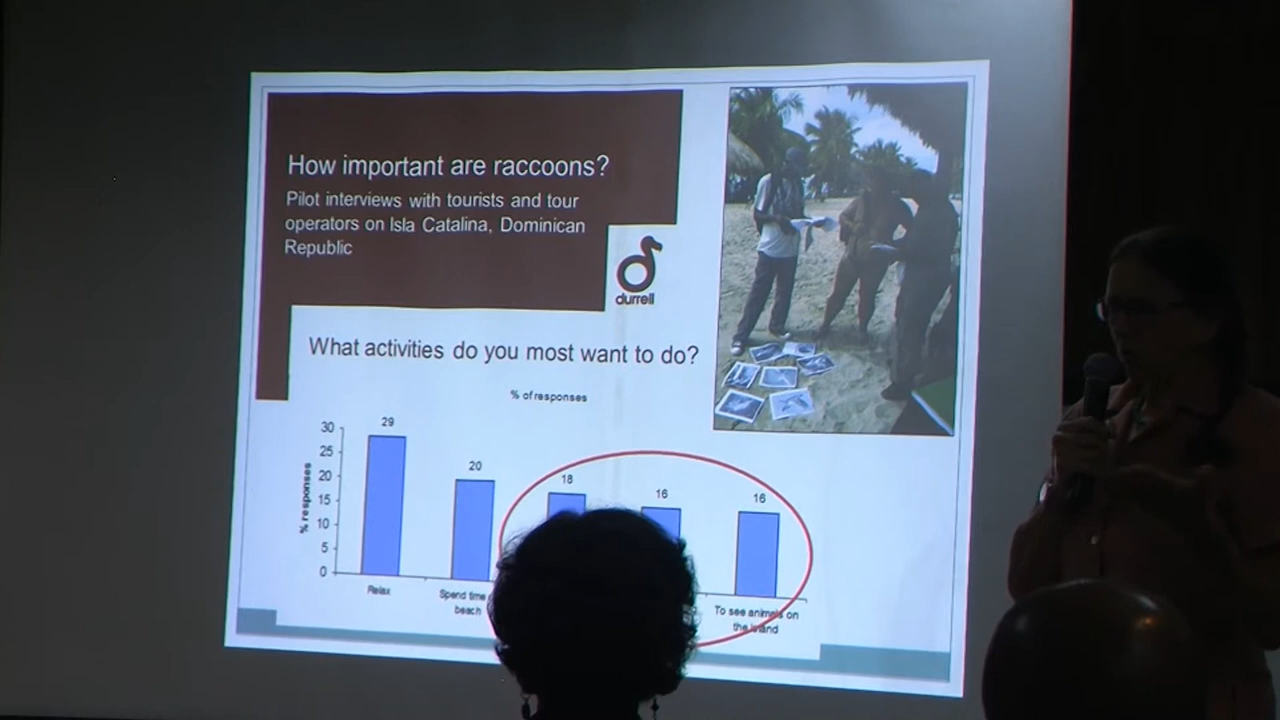 How important are raccoons?
Pilot interviews with tourists and tour
operators on Isla Catalina, Dominican
Republic
durrell
What activities do you most want to do?
% of responses
% responses
30
25
20
15
10
5
0
29
20
18
16
16
Relax
Spend time
beach
To see animals on
the island